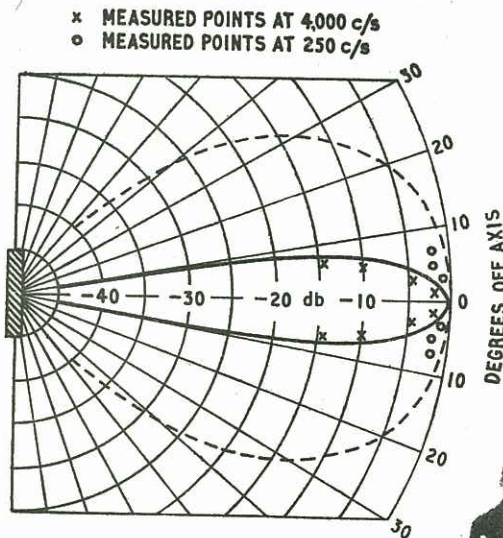 x MEASURED POINTS AT 4,000 c/s
o MEASURED POINTS AT 250 c/s
30
20
10
-40 -30 -20 db -10 0
10
20
30
DEGREES OFF AXIS